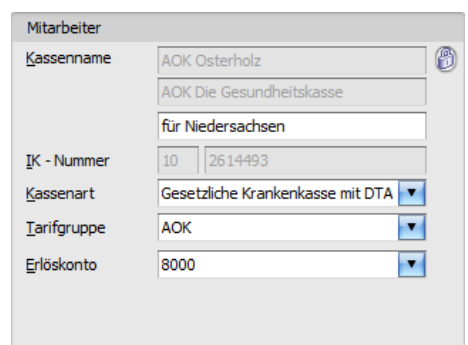 Mitarbeiter
Kassenname AOK Osterholz
AOK Die Gesundheitskasse
für Niedersachsen
IK - Nummer 10 2614493
Kassenart Gesetzliche Krankenkasse mit DTA
Tarifgruppe AOK
Erlöskonto 8000